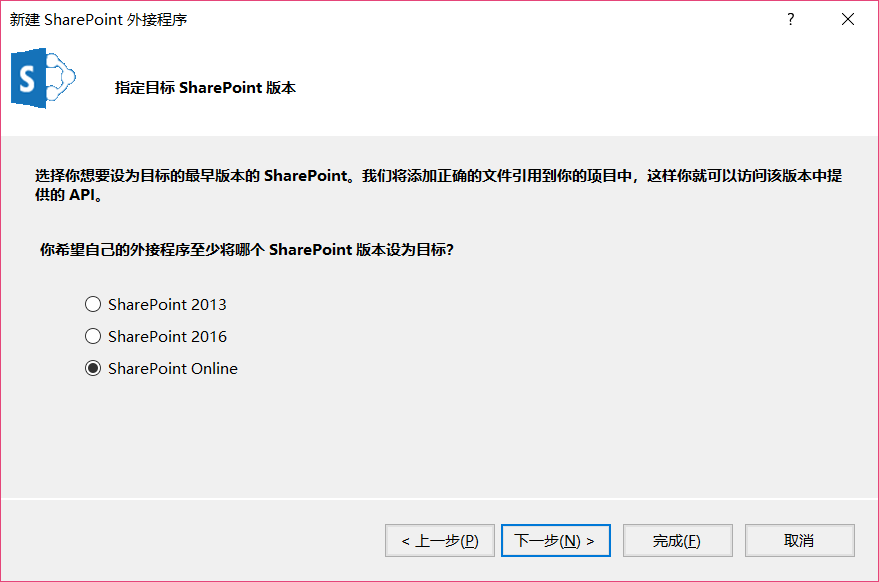 新建 SharePoint 外接程序
?
S
指定目标 SharePoint 版本
选择你想要设为目标的最早版本的 SharePoint。我们将添加正确的文件引用到你的项目中，这样你就可以访问该版本中提
供的 API。
你希望自己的外接程序至少将哪个 SharePoint 版本设为目标?
SharePoint 2013
SharePoint 2016
SharePoint Online
< 上一步(P)
下一步(N) >
完成(F)
取消